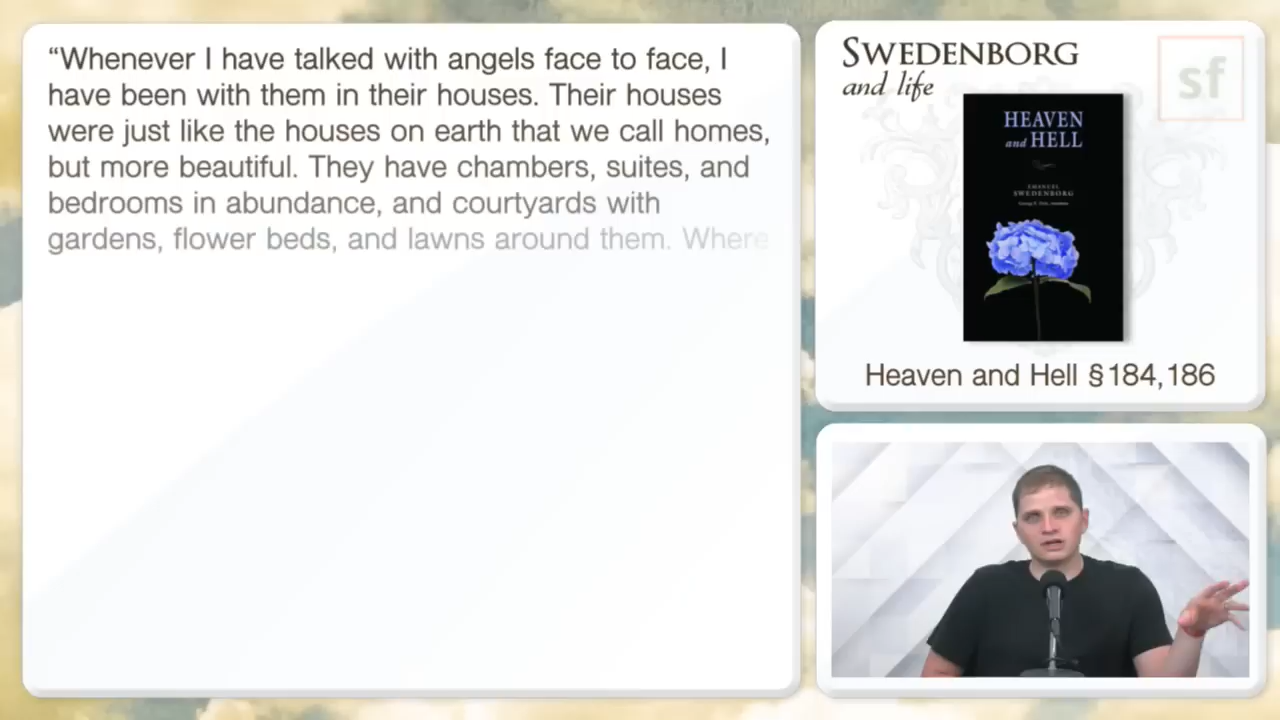 “Whenever I have talked with angels face to face, I
have been with them in their houses. Their houses
were just like the houses on earth that we call homes,
but more beautiful. They have chambers, suites, and
bedrooms in abundance, and courtyards with
gardens, flower beds, and lawns around them. Where
SWEDENBORG
and life
sf
HEAVEN
and HELL
EMANUEL
SWEDENBORG
Heaven and Hell §184,186